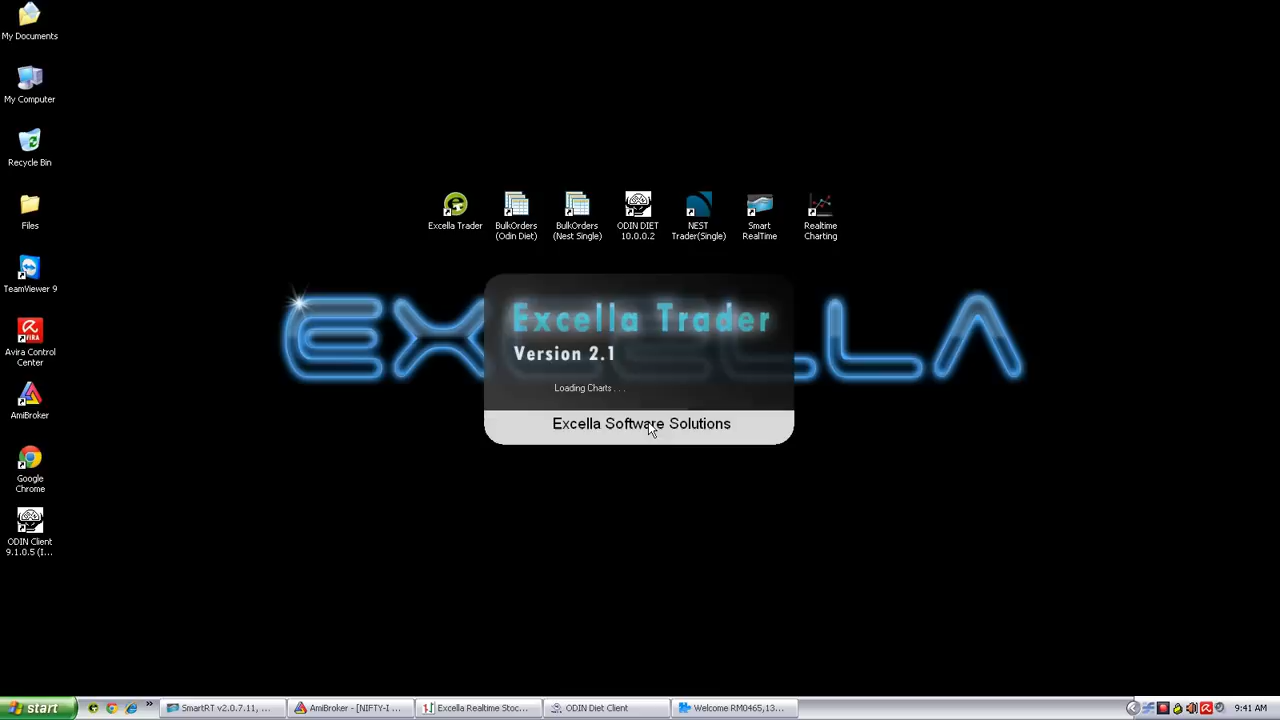 My Documents
My Computer
Recycle Bin
Files
TeamViewer 9
Avira Control
Center
AmiBroker
Google
Chrome
ODIN Client
9.1.0.5 (I...
Excella Trader
BulkOrders
(Odin Diet)
BulkOrders
(Nest Single)
ODIN DIET
10.0.0.2
NEST
Trader(Single)
Smart
RealTime
Realtime
Charting
Excella Trader
Version 2.1
Loading Charts . . .
Excella Software Solutions
start
SmartRT v2.0.7.11, ...
AmiBroker - [NIFTY-I ...
Excella Realtime Stoc...
ODIN Diet Client
Welcome RM0465,13...
9:41 AM